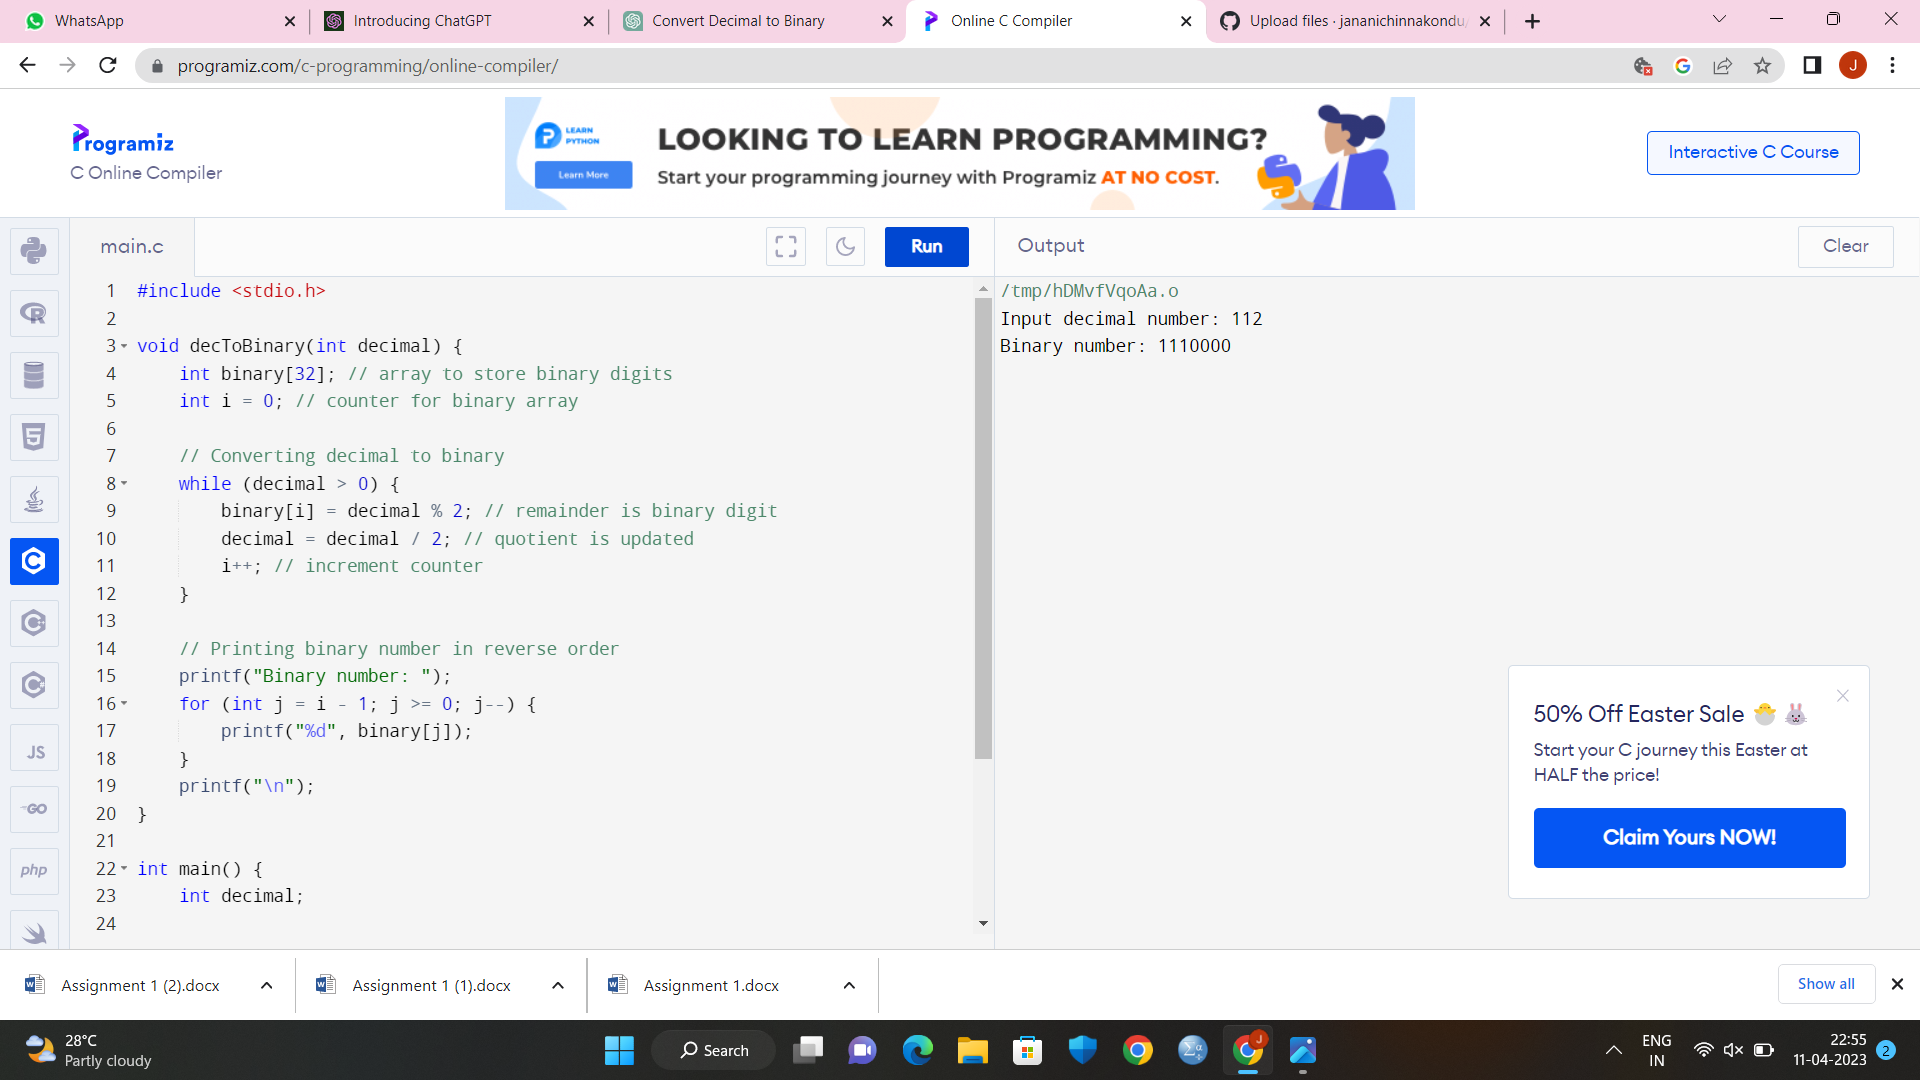 WhatsApp
Introducing ChatGPT
Convert Decimal to Binary
Online C Compiler
Upload files · jananichinnakondu
programiz.com/c-programming/online-compiler/
J
Programiz
C Online Compiler
LEARN
PYTHON
Learn More
LOOKING TO LEARN PROGRAMMING?
Start your programming journey with Programiz AT NO COST.
Interactive C Course
main.c
Run
Output
Clear
1 #include <stdio.h>
2
3 void decToBinary(int decimal) {
4     int binary[32]; // array to store binary digits
5     int i = 0; // counter for binary array
6
7     // Converting decimal to binary
8     while (decimal > 0) {
9         binary[i] = decimal % 2; // remainder is binary digit
10         decimal = decimal / 2; // quotient is updated
11         i++; // increment counter
12     }
13
14     // Printing binary number in reverse order
15     printf("Binary number: ");
16     for (int j = i - 1; j >= 0; j--) {
17         printf("%d", binary[j]);
18     }
19     printf("\n");
20 }
21
22 int main() {
23     int decimal;
24
/tmp/hDMvfVqoAa.o
Input decimal number: 112
Binary number: 1110000
JS
GO
php
50% Off Easter Sale
Start your C journey this Easter at
HALF the price!
Claim Yours NOW!
Assignment 1 (2).docx
Assignment 1 (1).docx
Assignment 1.docx
Show all
28°C
Partly cloudy
Search
J
ENG
IN
22:55
11-04-2023
2